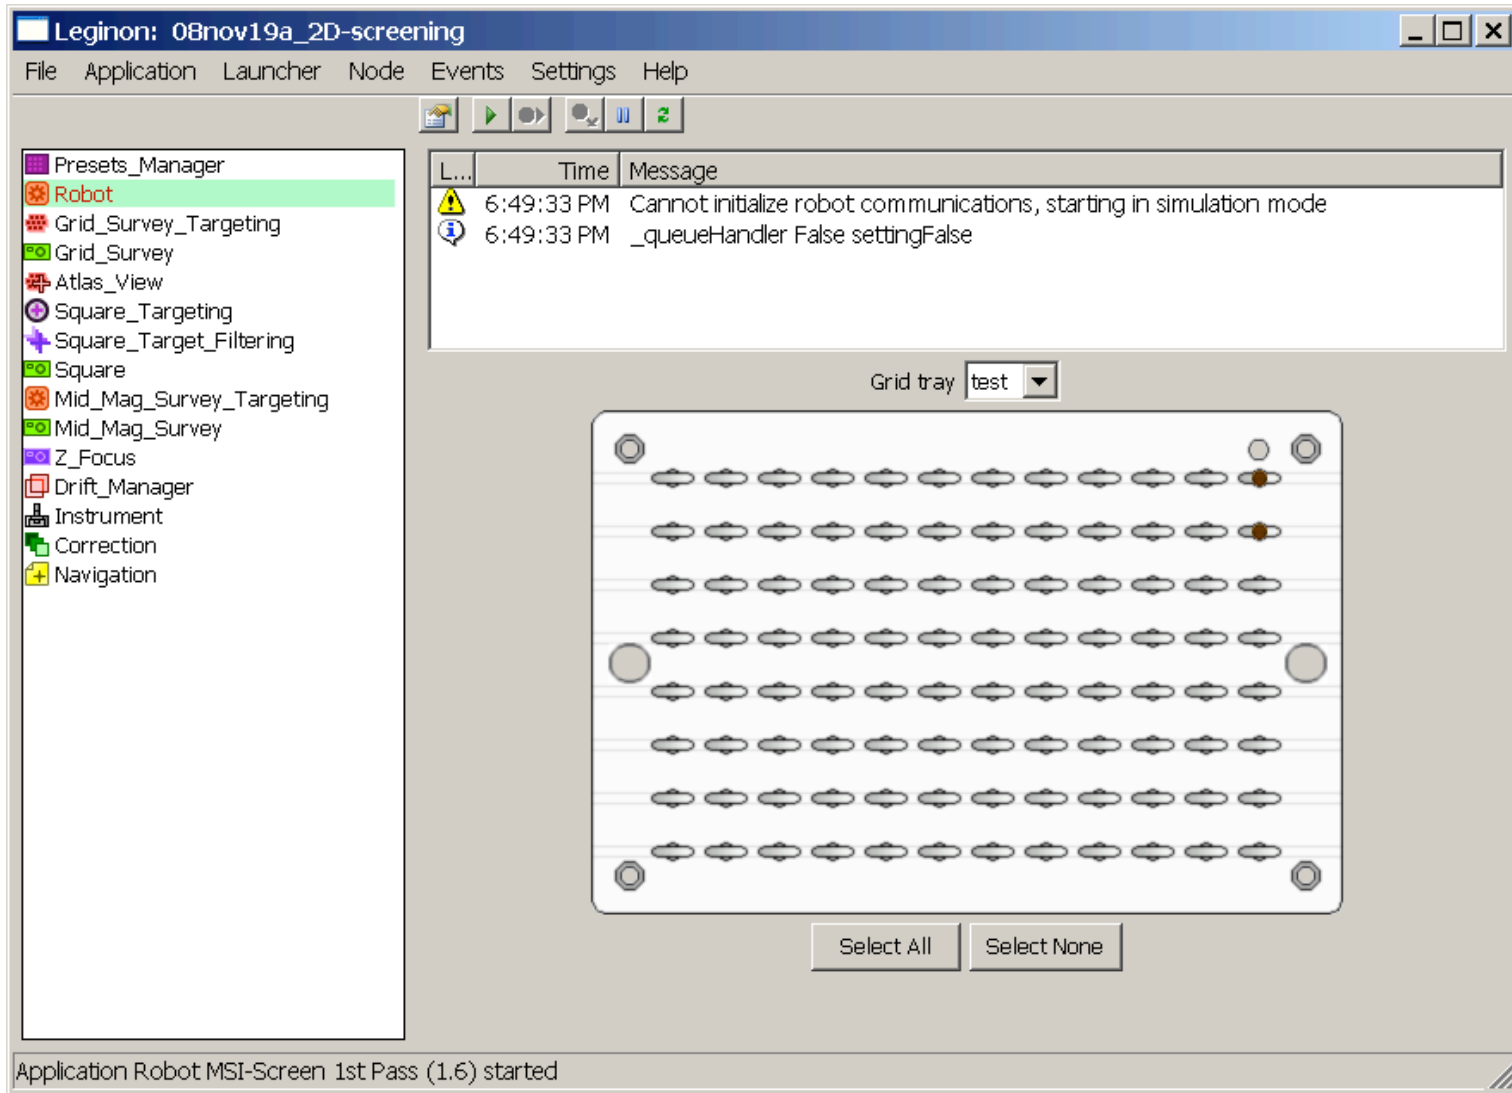 Leginon: 08nov19a_2D-screening
File Application Launcher Node Events Settings Help
Presets_Manager
Robot
Grid_Survey_Targeting
Grid_Survey
Atlas_View
Square_Targeting
Square_Target_Filtering
Square
Mid_Mag_Survey_Targeting
Mid_Mag_Survey
Z_Focus
Drift_Manager
Instrument
Correction
Navigation
L... Time Message
6:49:33 PM Cannot initialize robot communications, starting in simulation mode
6:49:33 PM _queueHandler False settingFalse
Grid tray test
Select All Select None
Application Robot MSI-Screen 1st Pass (1.6) started